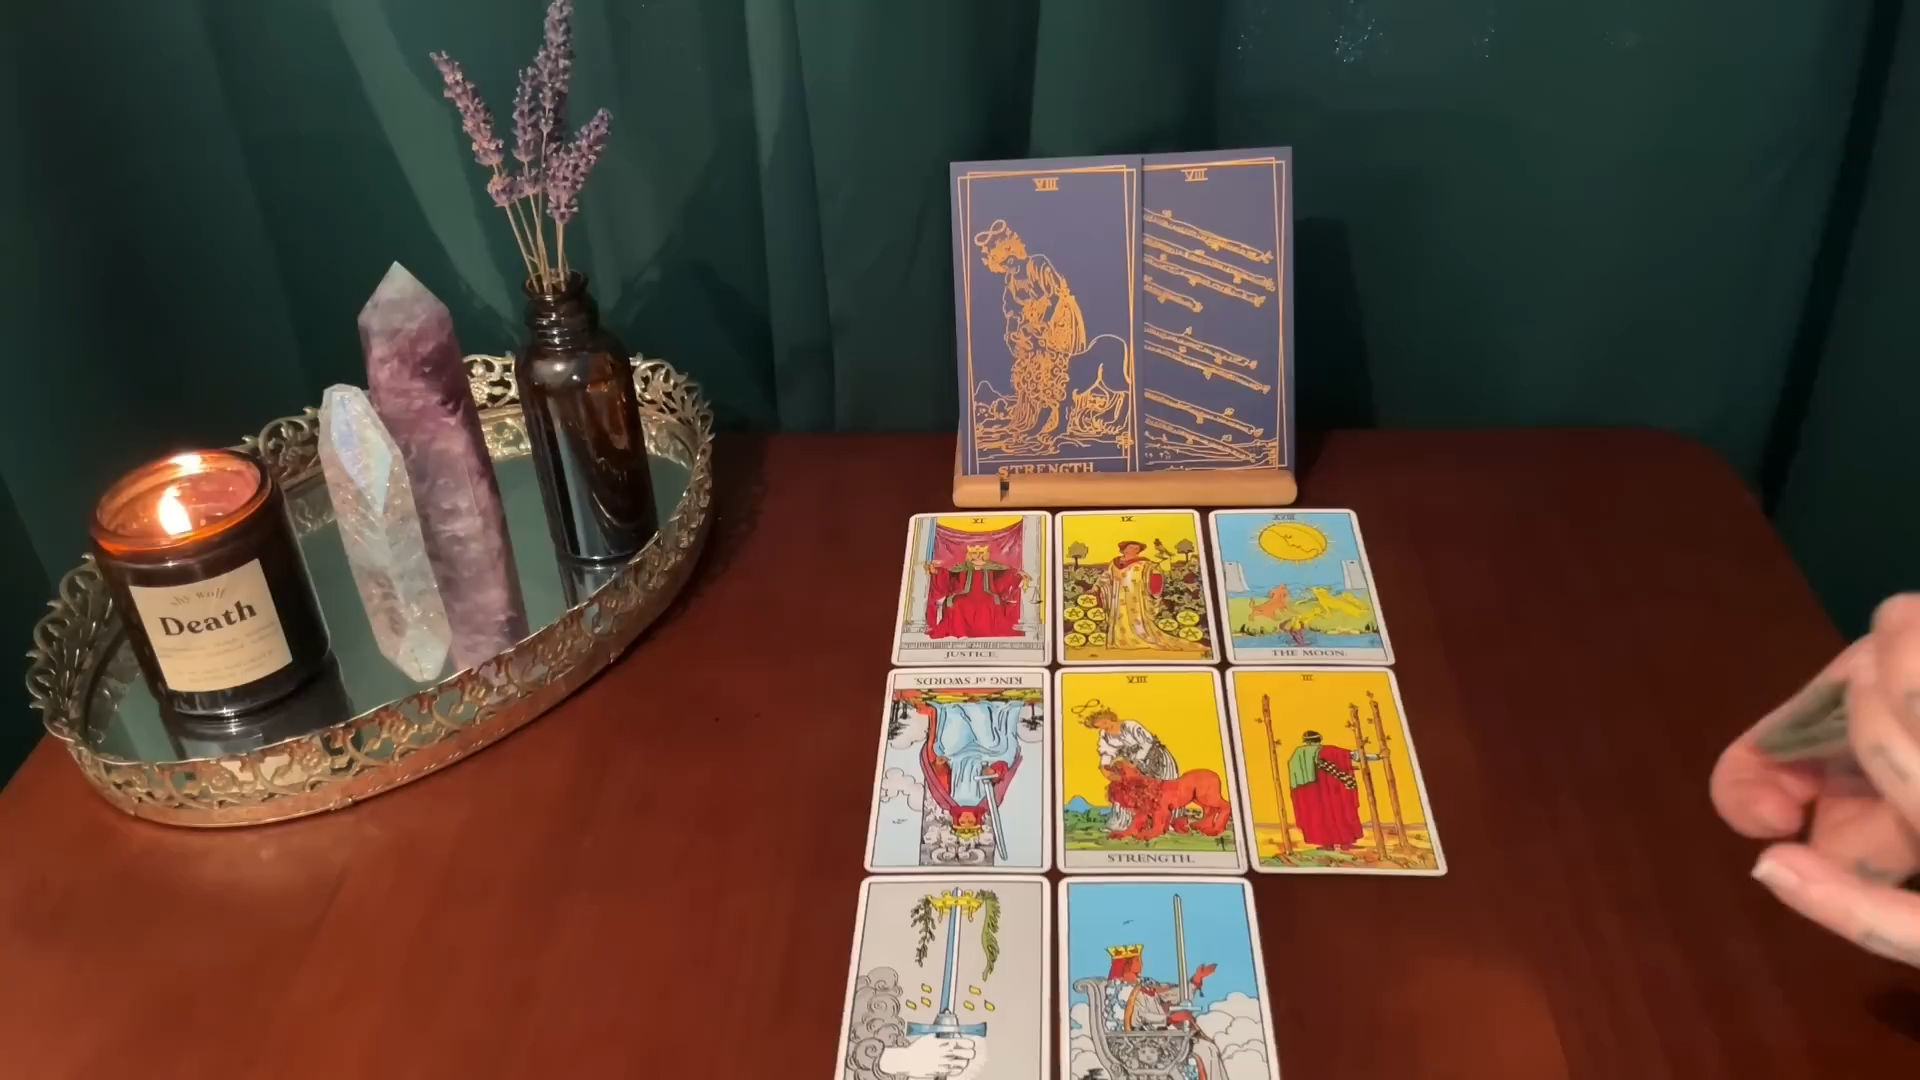 VIII
VIII
STRENGTH.
XI
IX
XVIII
Death
JUSTICE.
THE MOON.
KING of SWORDS.
VIII
III
STRENGTH.